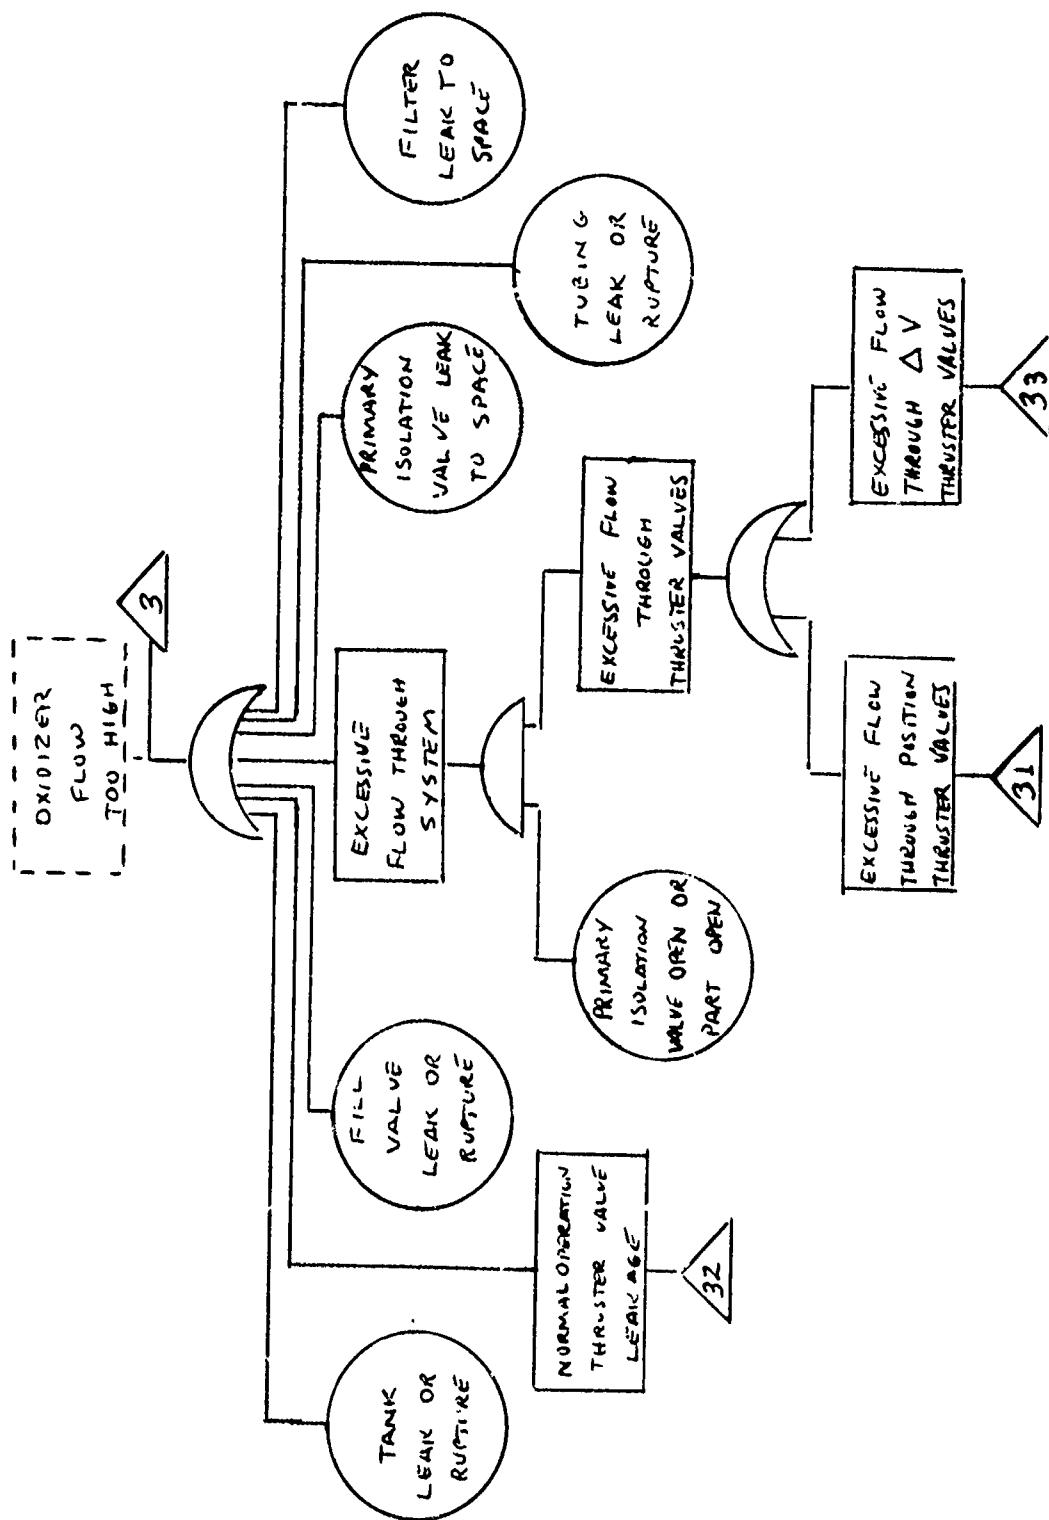 OXIDIZER
FLOW
TOO HIGH
3
TANK
LEAK OR
RUPTURE
NORMAL OPERATION
THRUSTER VALVE
LEAKAGE
32
FILL
VALVE
LEAK OR
RUPTURE
EXCESSIVE
FLOW THROUGH
SYSTEM
PRIMARY
ISOLATION
VALVE LEAK
TO SPACE
TUBING
LEAK OR
RUPTURE
FILTER
LEAK TO
SPACE
PRIMARY
ISOLATION
VALVE OPEN OR
PART OPEN
EXCESSIVE FLOW
THROUGH
THRUSTER VALVES
EXCESSIVE FLOW
THROUGH POSITION
THRUSTER VALVES
31
EXCESSIVE FLOW
THROUGH Δ V
THRUSTER VALVES
33